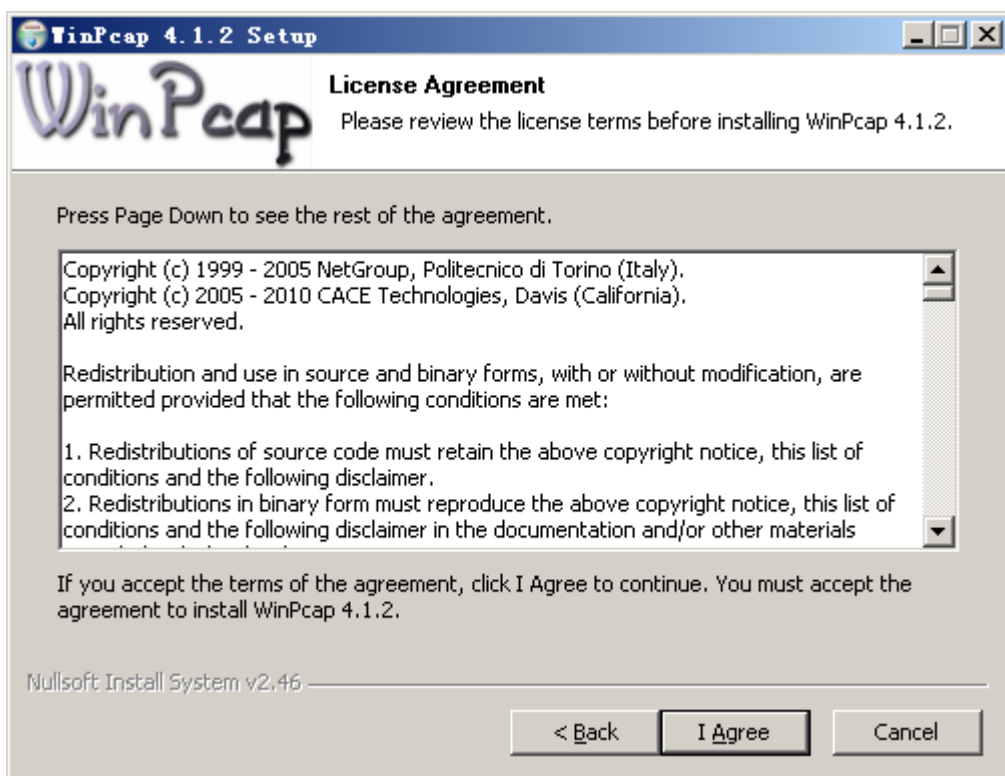 WinPcap 4.1.2 Setup
WinPcap
License Agreement
Please review the license terms before installing WinPcap 4.1.2.
Press Page Down to see the rest of the agreement.
Copyright (c) 1999 - 2005 NetGroup, Politecnico di Torino (Italy).
Copyright (c) 2005 - 2010 CACE Technologies, Davis (California).
All rights reserved.
Redistribution and use in source and binary forms, with or without modification, are
permitted provided that the following conditions are met:
1. Redistributions of source code must retain the above copyright notice, this list of
conditions and the following disclaimer.
2. Redistributions in binary form must reproduce the above copyright notice, this list of
conditions and the following disclaimer in the documentation and/or other materials
If you accept the terms of the agreement, click I Agree to continue. You must accept the
agreement to install WinPcap 4.1.2.
Nullsoft Install System v2.46
< Back
I Agree
Cancel